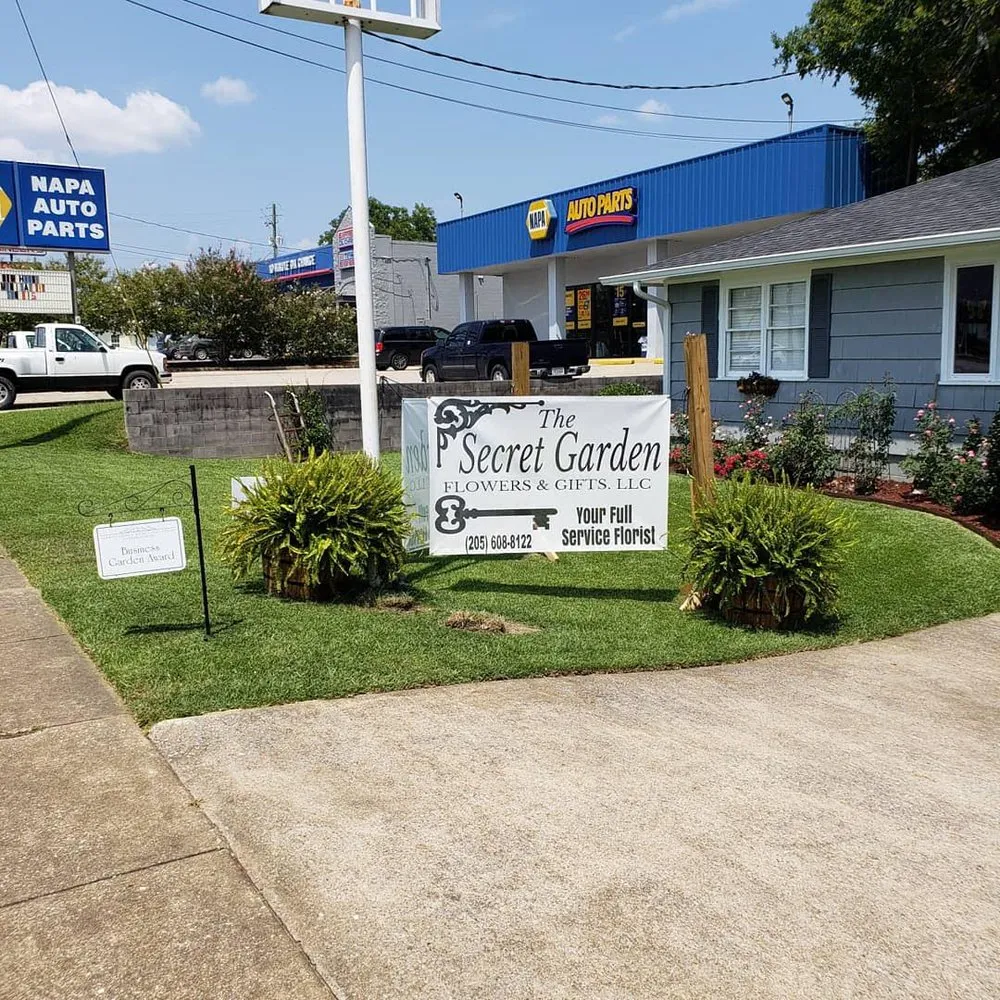 NAPA
AUTO
PARTS
NAPA
AUTO PARTS
The
Secret Garden
FLOWERS & GIFTS. LLC
(205) 608-8122
Your Full
Service Florist
Business
Garden Award